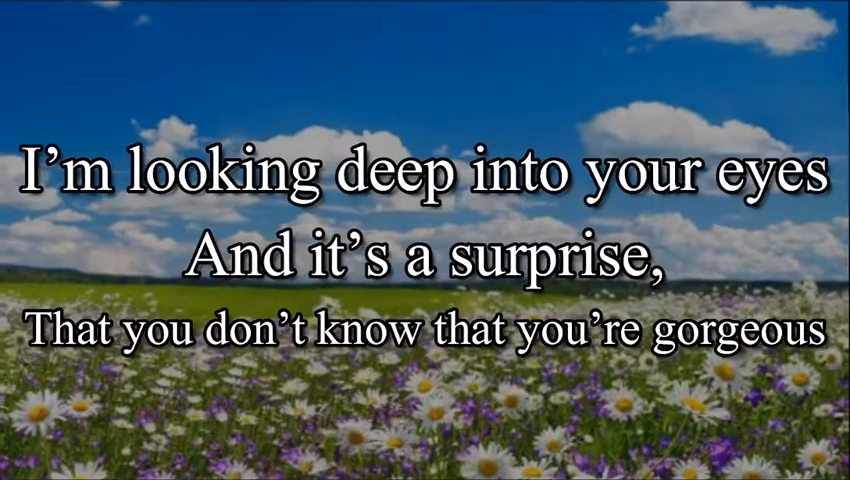 I’m looking deep into your eyes
And it’s a surprise,
That you don’t know that you’re gorgeous